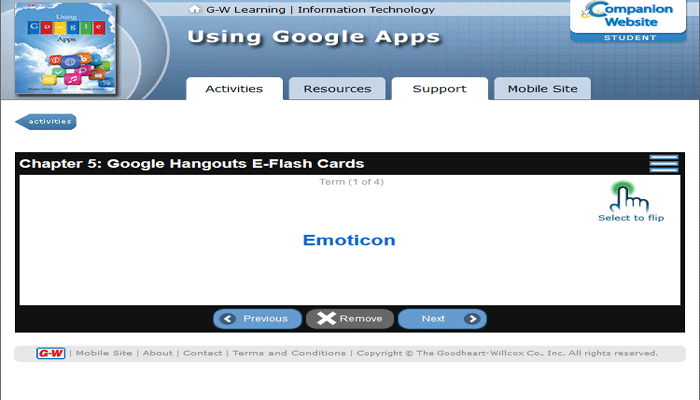 G-W Learning | Information Technology
Using Google Apps
Using
Google
Apps
Companion
Website
STUDENT
Activities
Resources
Support
Mobile Site
activities
Chapter 5: Google Hangouts E-Flash Cards
Term (1 of 4)
Select to flip
Emoticon
Previous
Remove
Next
G-W | Mobile Site | About | Contact | Terms and Conditions | Copyright © The Goodheart-Willcox Co., Inc. All rights reserved.